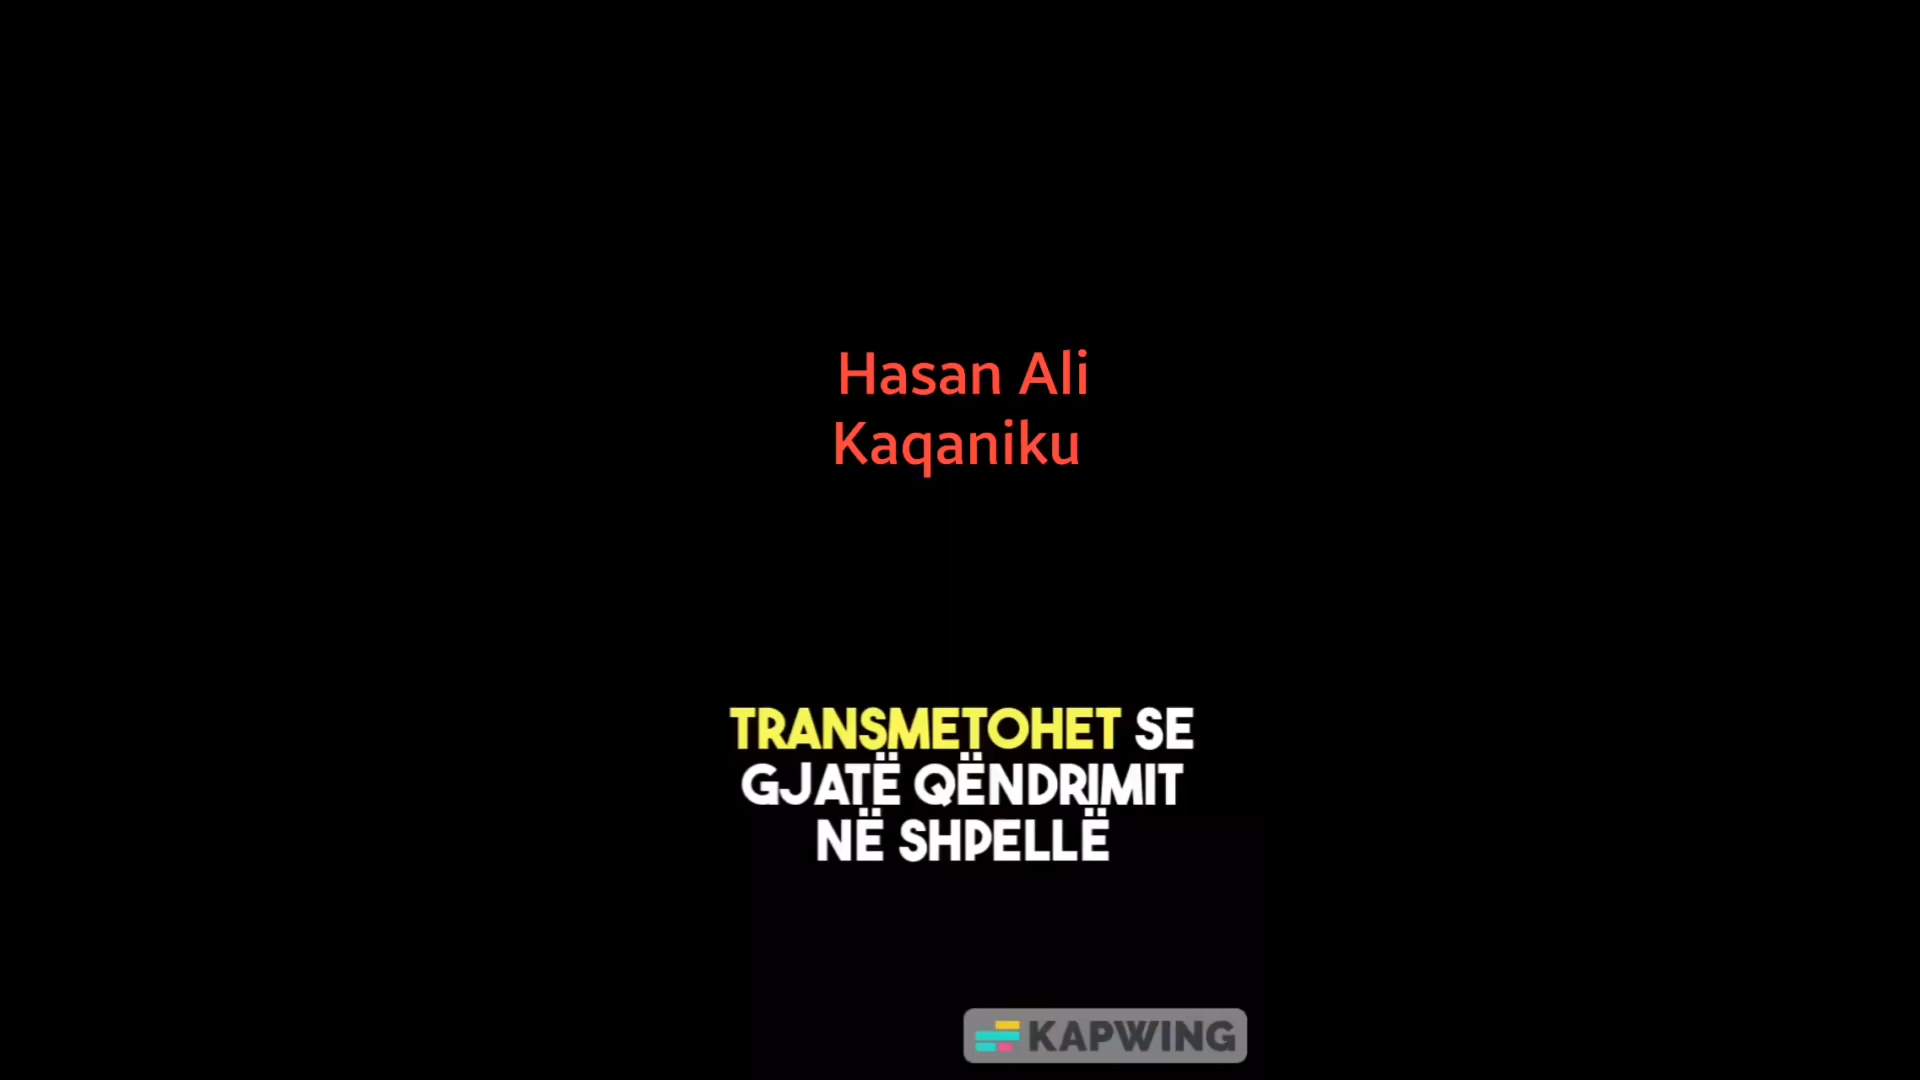 Hasan Ali
Kaqaniku
TRANSMETOHET SE
GJATË QËNDRIMIT
NË SHPELLË
KAPWING